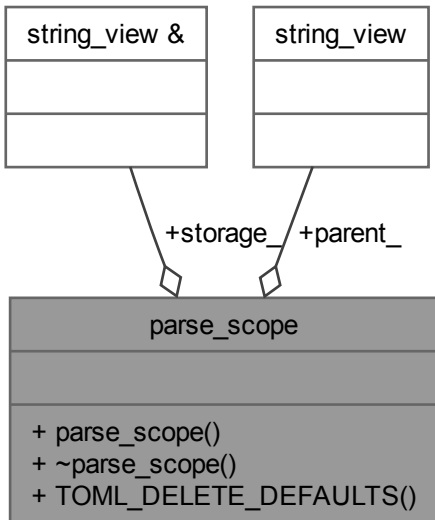 string_view &
string_view
+storage_
+parent_
parse_scope
+ parse_scope()
+ ~parse_scope()
+ TOML_DELETE_DEFAULTS()